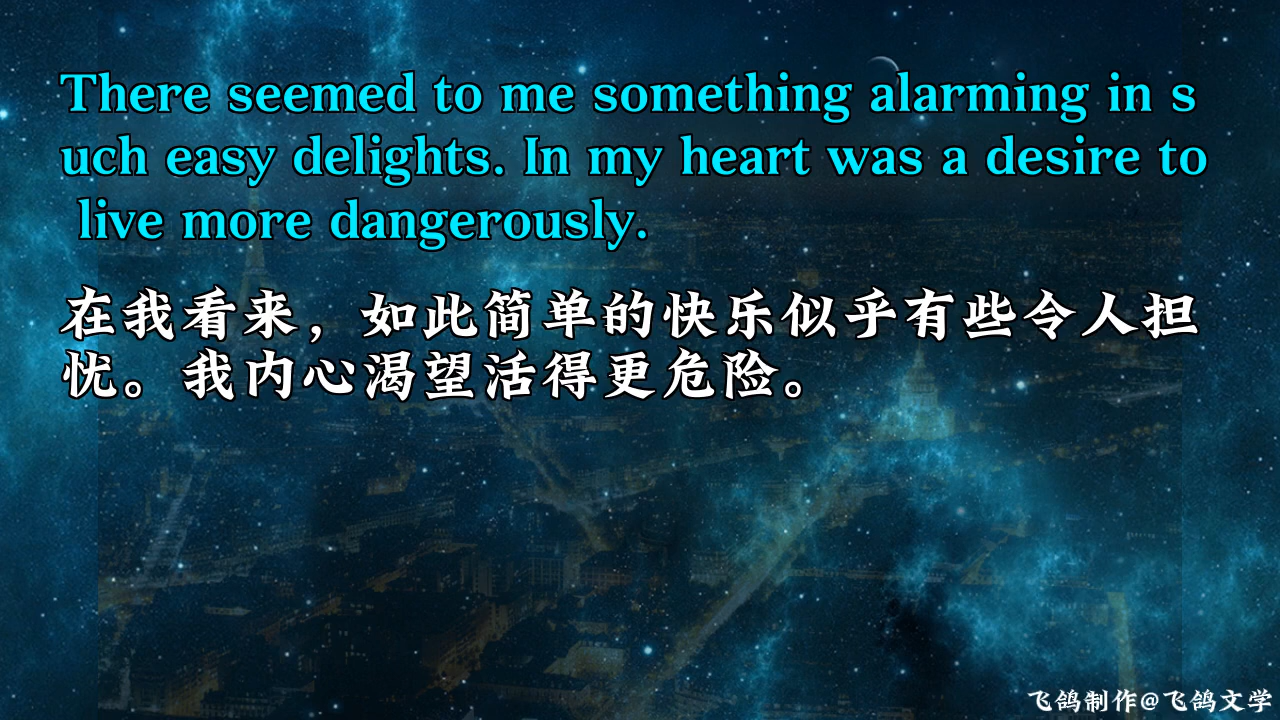 There seemed to me something alarming in s
uch easy delights. In my heart was a desire to
live more dangerously.
在我看来，如此简单的快乐似乎有些令人担
忧。我内心渴望活得更危险。
飞鸽制作@飞鸽文学